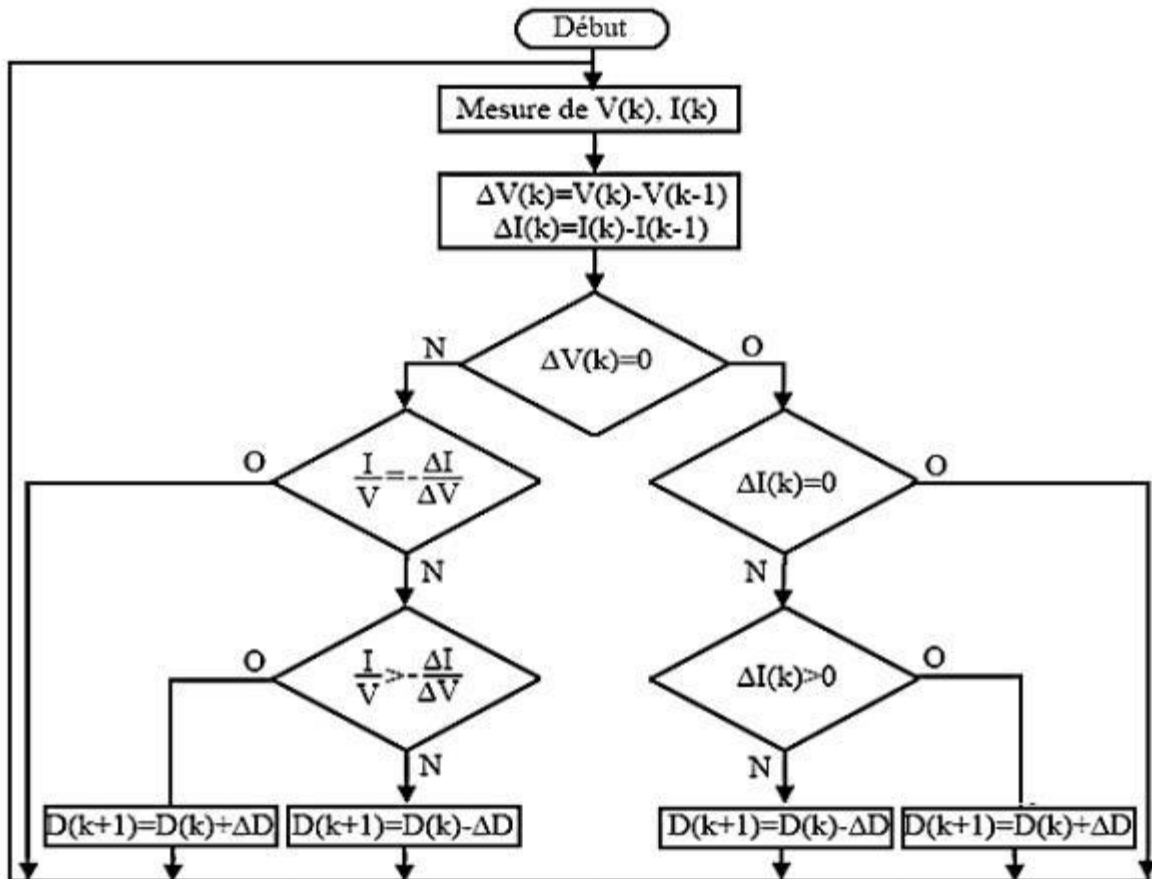 Début
Mesure de V(k), I(k)
ΔV(k)=V(k)-V(k-1)
ΔI(k)=I(k)-I(k-1)
N
ΔV(k)=0
O
O
I/V=-ΔI/ΔV
ΔI(k)=0
O
N
N
O
I/V>-ΔI/ΔV
ΔI(k)>0
O
N
N
D(k+1)=D(k)+ΔD
D(k+1)=D(k)-ΔD
D(k+1)=D(k)-ΔD
D(k+1)=D(k)+ΔD